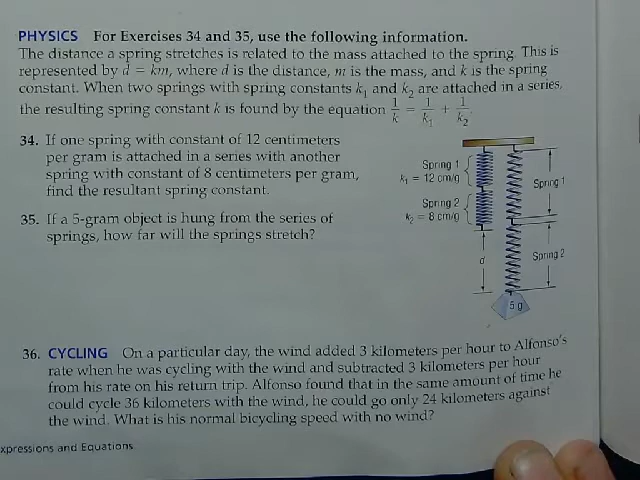 PHYSICS For Exercises 34 and 35, use the following information.
The distance a spring stretches is related to the mass attached to the spring. This is
represented by d = km, where d is the distance, m is the mass, and k is the spring
constant. When two springs with spring constants k₁ and k₂ are attached in a series,
the resulting spring constant k is found by the equation 1/k = 1/k₁ + 1/k₂.
34. If one spring with constant of 12 centimeters
per gram is attached in a series with another
spring with constant of 8 centimeters per gram,
find the resultant spring constant.
35. If a 5-gram object is hung from the series of
springs, how far will the springs stretch?
Spring 1
k₁ = 12 cm/g
Spring 2
k₂ = 8 cm/g
d
Spring 1
Spring 2
5 g
36. CYCLING On a particular day, the wind added 3 kilometers per hour to Alfonso's
rate when he was cycling with the wind and subtracted 3 kilometers per hour
from his rate on his return trip. Alfonso found that in the same amount of time he
could cycle 36 kilometers with the wind, he could go only 24 kilometers against
the wind. What is his normal bicycling speed with no wind?
xpressions and Equations